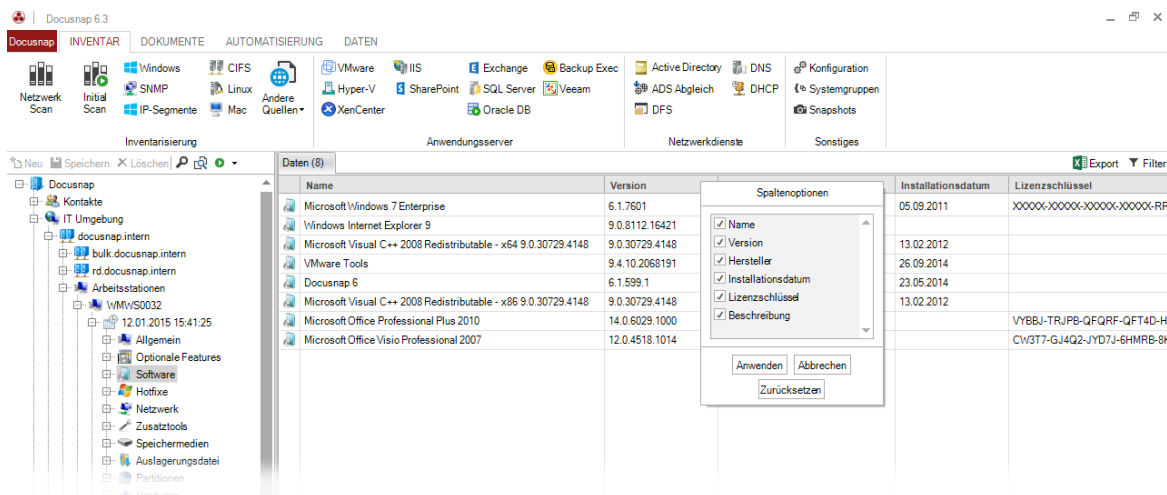 Docusnap 6.3
Docusnap INVENTAR DOKUMENTE AUTOMATISIERUNG DATEN
Windows CIFS VMware IIS Exchange Backup Exec Active Directory DNS Konfiguration
SNMP Linux Hyper-V SharePoint SQL Server Veeam ADS Abgleich DHCP Systemgruppen
Netzwerk Scan Initial Scan IP-Segmente Mac Andere Quellen XenCenter Oracle DB DFS Snapshots
Inventarisierung Anwendungsserver Netzwerkdienste Sonstiges
Neu Speichern Löschen Daten (8) Export Filter
Docusnap Name Version Installationsdatum Lizenzschlüssel
Kontakte
IT Umgebung
docusnap.intern
bulk.docusnap.intern
rd.docusnap.intern
Arbeitsstationen
WMWS0032
12.01.2015 15:41:25
Allgemein
Optionale Features
Software
Hotfixe
Netzwerk
Zusatztools
Speichermedien
Auslagerungsdatei
Partitionen
Microsoft Windows 7 Enterprise 6.1.7601 05.09.2011 XXXXX-XXXXX-XXXXX-XXXXX-RF
Windows Internet Explorer 9 9.0.8112.16421
Microsoft Visual C++ 2008 Redistributable - x64 9.0.30729.4148 9.0.30729.4148 13.02.2012
VMware Tools 9.4.10.2068191 26.09.2014
Docusnap 6 6.1.599.1 23.05.2014
Microsoft Visual C++ 2008 Redistributable - x86 9.0.30729.4148 9.0.30729.4148 13.02.2012
Microsoft Office Professional Plus 2010 14.0.6029.1000 VYBBJ-TRJPB-QFQRF-QFT4D-H
Microsoft Office Visio Professional 2007 12.0.4518.1014 CW3T7-GJ4Q2-JYD7J-6HMRB-8K
Spaltenoptionen
Name
Version
Hersteller
Installationsdatum
Lizenzschlüssel
Beschreibung
Anwenden Abbrechen
Zurücksetzen